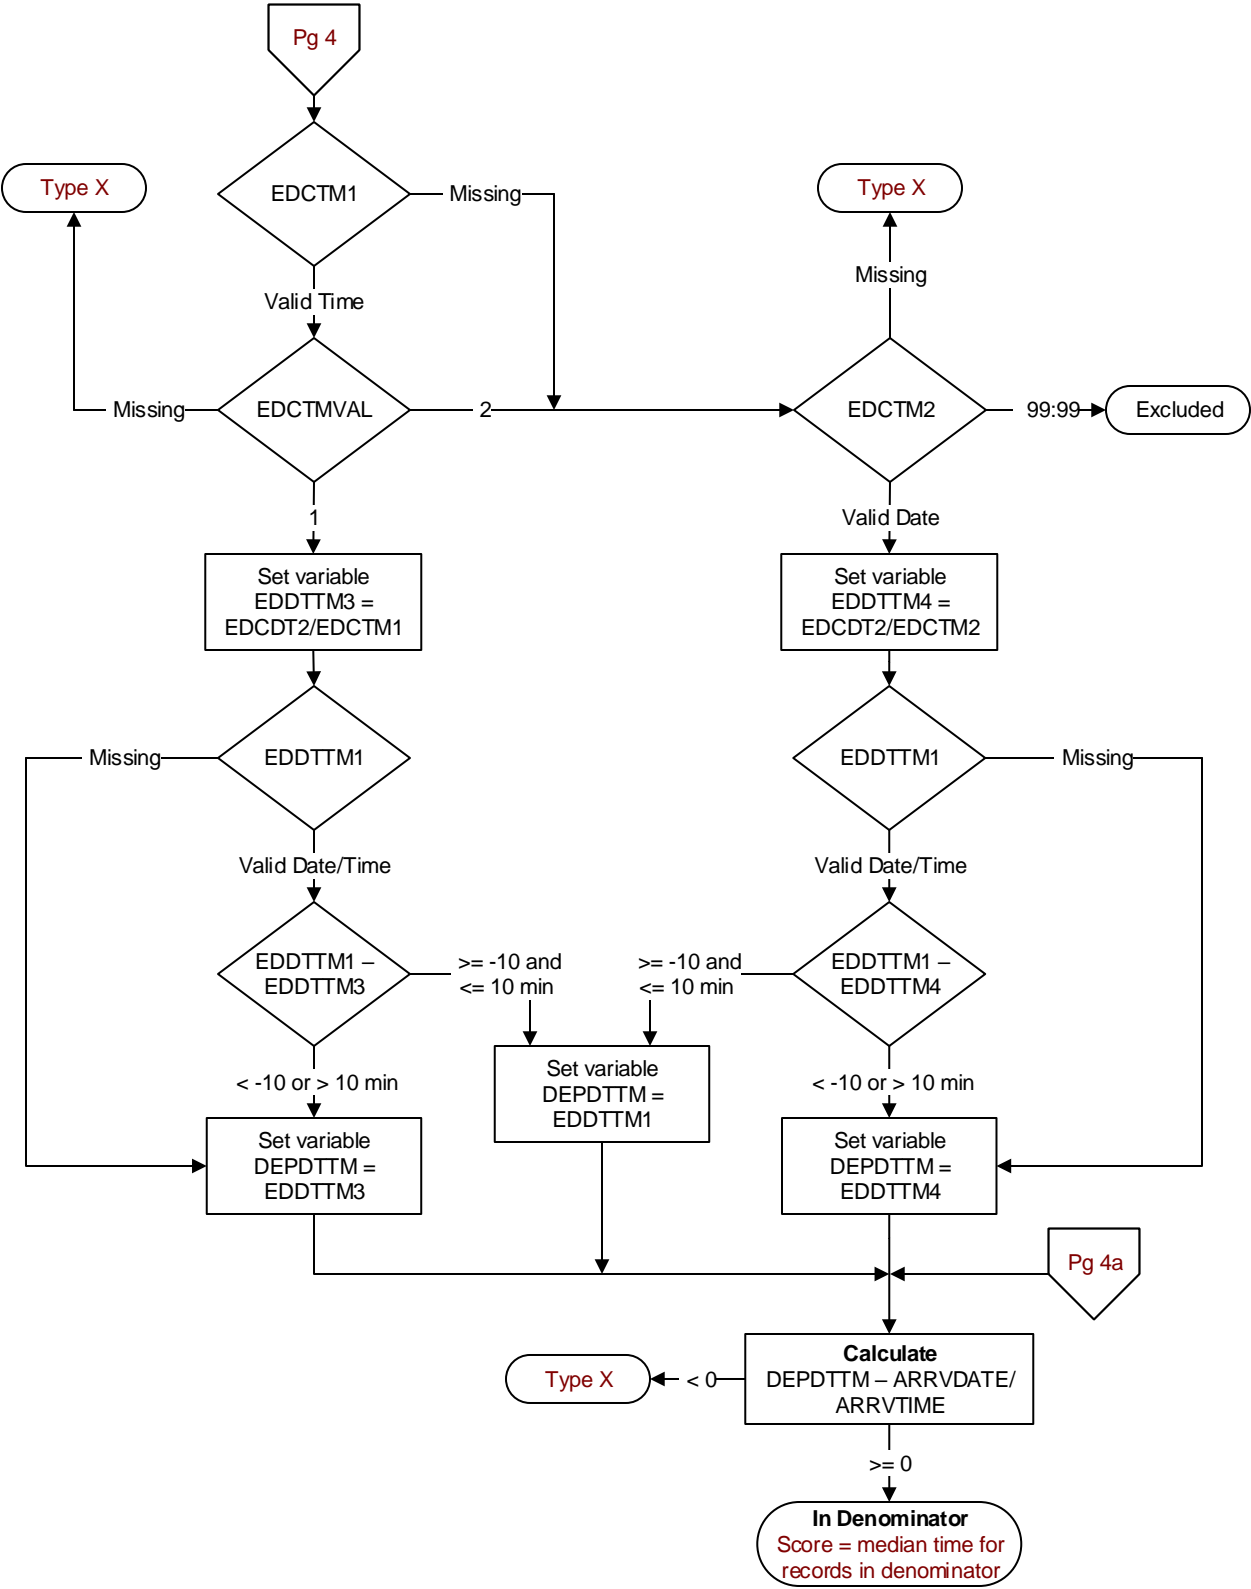 Pg 4
Type X
EDCTM1
Missing
Type X
Missing
Valid Time
Missing
EDCTMVAL
2
EDCTM2
99:99
Excluded
1
Valid Date
Set variable
EDDTTM3 =
EDCDT2/EDCTM1
Set variable
EDDTTM4 =
EDCDT2/EDCTM2
Missing
EDDTTM1
EDDTTM1
Missing
Valid Date/Time
Valid Date/Time
EDDTTM1 –
EDDTTM3
>= -10 and
<= 10 min
>= -10 and
<= 10 min
EDDTTM1 –
EDDTTM4
< -10 or > 10 min
Set variable
DEPDTTM =
EDDTTM1
< -10 or > 10 min
Set variable
DEPDTTM =
EDDTTM3
Set variable
DEPDTTM =
EDDTTM4
Pg 4a
Type X
< 0
Calculate
DEPDTTM – ARRVDATE/
ARRVTIME
>= 0
In Denominator
Score = median time for
records in denominator